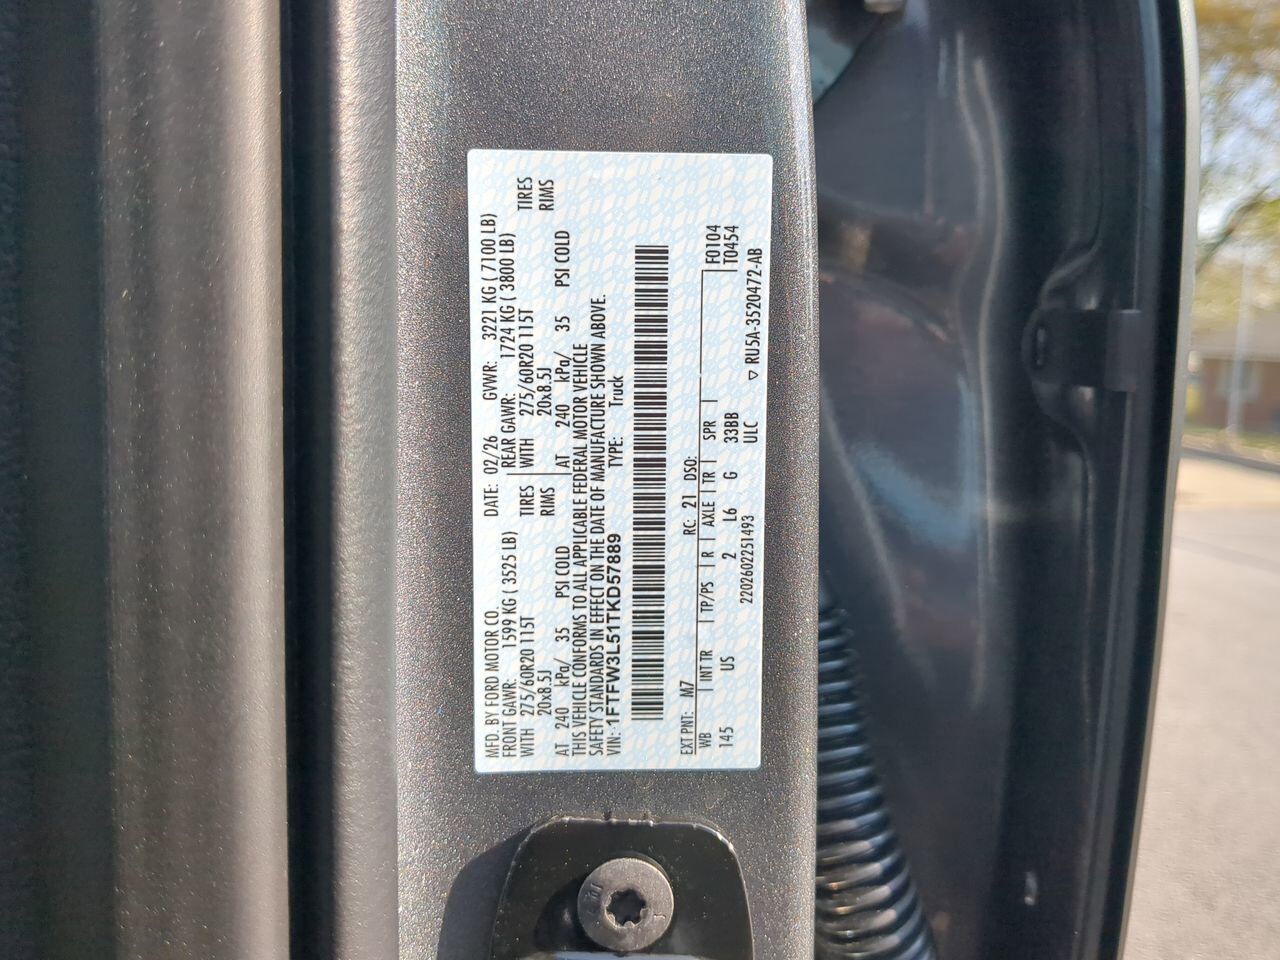 MFD. BY FORD MOTOR CO.
DATE: 02/26 GVWR: 3221 KG ( 7100 LB)
FRONT GAWR: 1599 KG ( 3525 LB)
REAR GAWR: 1724 KG ( 3800 LB)
WITH 275/60R20 115T TIRES
WITH 275/60R20 115T TIRES
20x8.5J RIMS
20x8.5J RIMS
AT 240 kPa/ 35 PSI COLD
AT 240 kPa/ 35 PSI COLD
THIS VEHICLE CONFORMS TO ALL APPLICABLE FEDERAL MOTOR VEHICLE
SAFETY STANDARDS IN EFFECT ON THE DATE OF MANUFACTURE SHOWN ABOVE.
VIN: 1FTFW3L51TKD57889 TYPE: Truck
EXT PNT: M7 RC: 21 DSO:
WB INT TR TP/PS R AXLE TR SPR F0104
145 US 2 L6 G 33BB T0454
2202602251493 ULC ▽ RU5A-3520472-AB